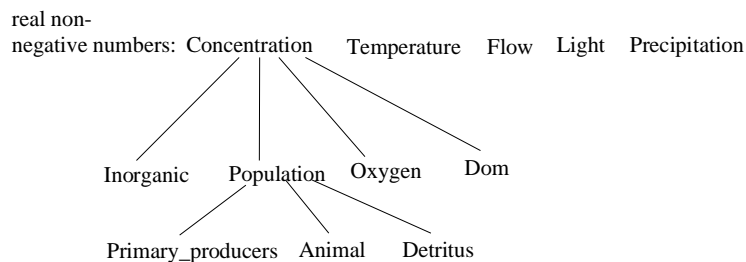 real non-
negative numbers: Concentration Temperature Flow Light Precipitation
Inorganic Population Oxygen Dom
Primary_producers Animal Detritus